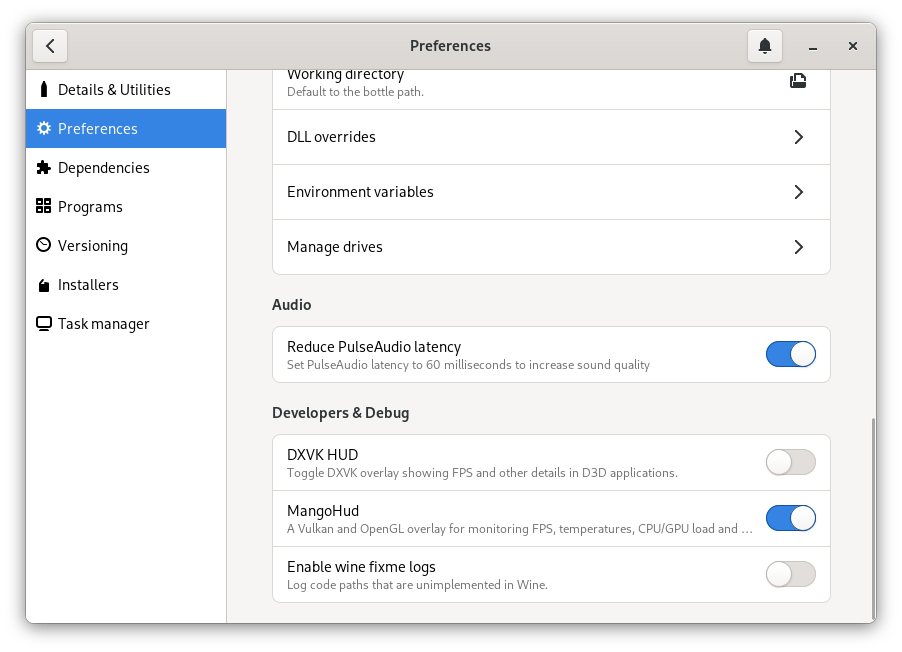 Preferences
Details & Utilities
Preferences
Dependencies
Programs
Versioning
Installers
Task manager
Working directory
Default to the bottle path.
DLL overrides
Environment variables
Manage drives
Audio
Reduce PulseAudio latency
Set PulseAudio latency to 60 milliseconds to increase sound quality
Developers & Debug
DXVK HUD
Toggle DXVK overlay showing FPS and other details in D3D applications.
MangoHud
A Vulkan and OpenGL overlay for monitoring FPS, temperatures, CPU/GPU load and …
Enable wine fixme logs
Log code paths that are unimplemented in Wine.